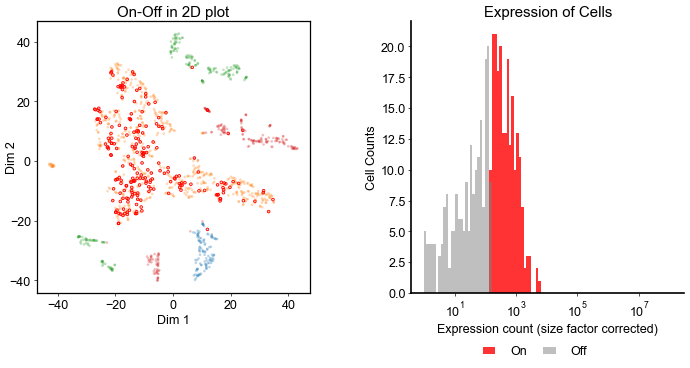 On-Off in 2D plot
Dim 2
40
20
0
−20
−40
−40 −20 0 20 40
Dim 1
Expression of Cells
Cell Counts
20.0
17.5
15.0
12.5
10.0
7.5
5.0
2.5
0.0
10^1 10^3 10^5 10^7
Expression count (size factor corrected)
On Off